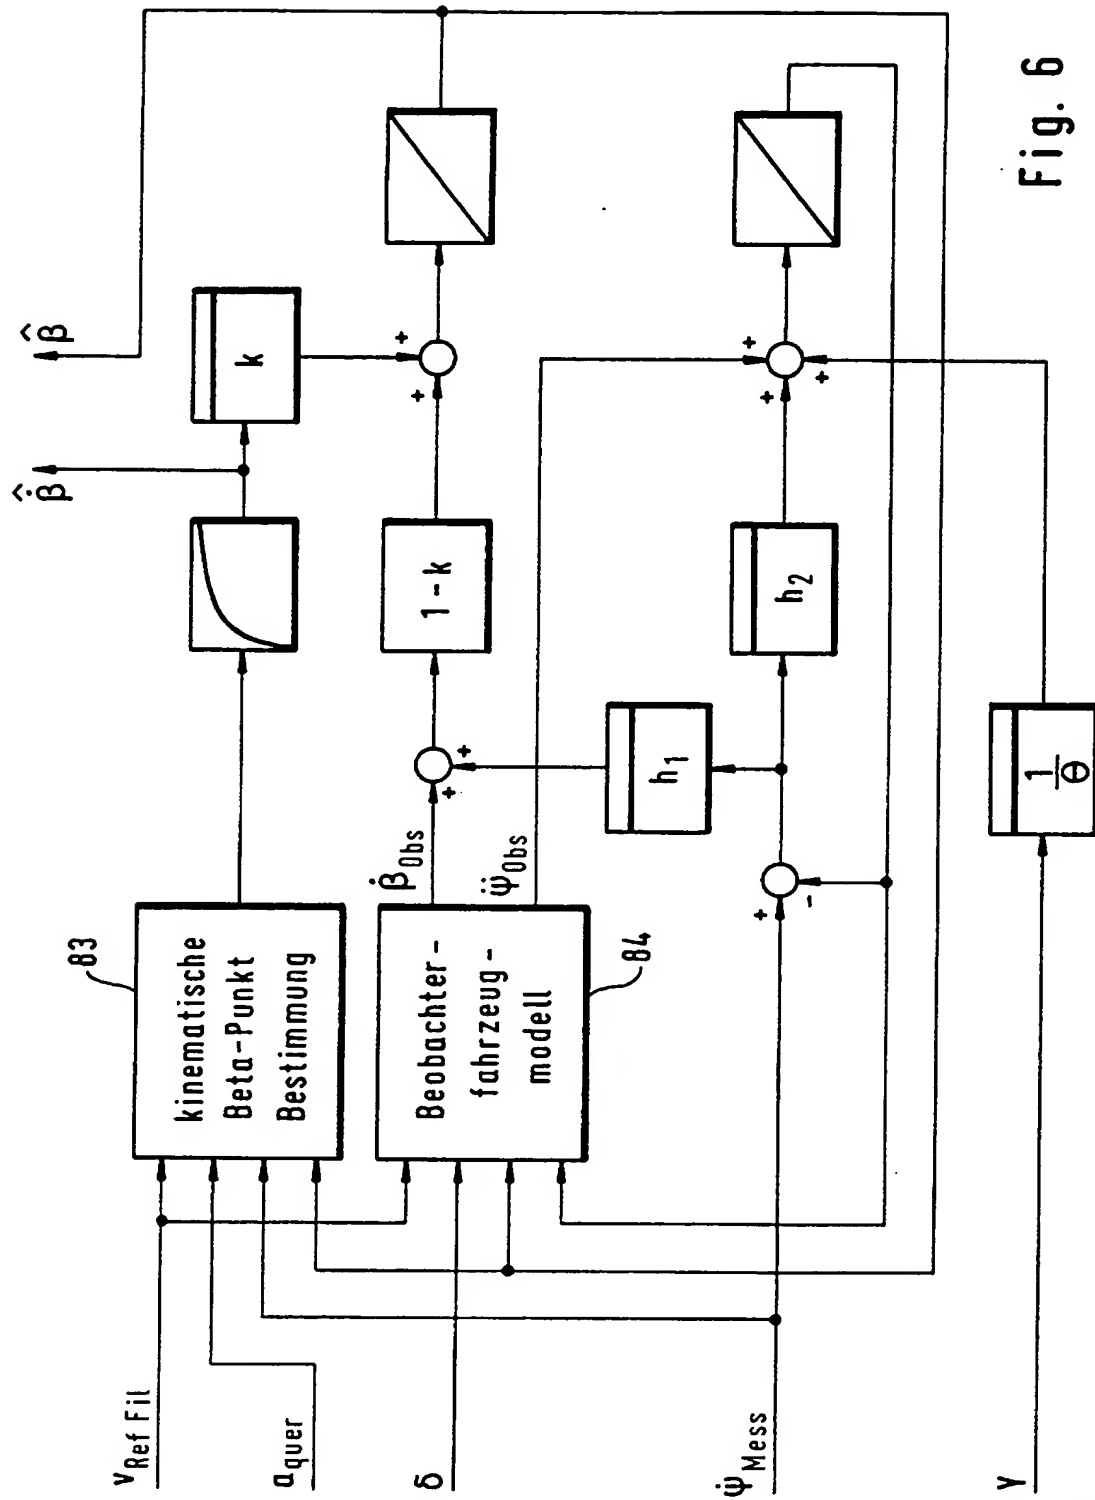 β̂̇
β̂
83
kinematische
Beta-Punkt
Bestimmung
k
+
+
84
Beobachter-
fahrzeug-
modell
β̇Obs
ψ̈Obs
+
+
1-k
h1
h2
+
+
+
+
-
1
θ
vRef Fil
aquer
δ
ψ̇Mess
γ
Fig. 6